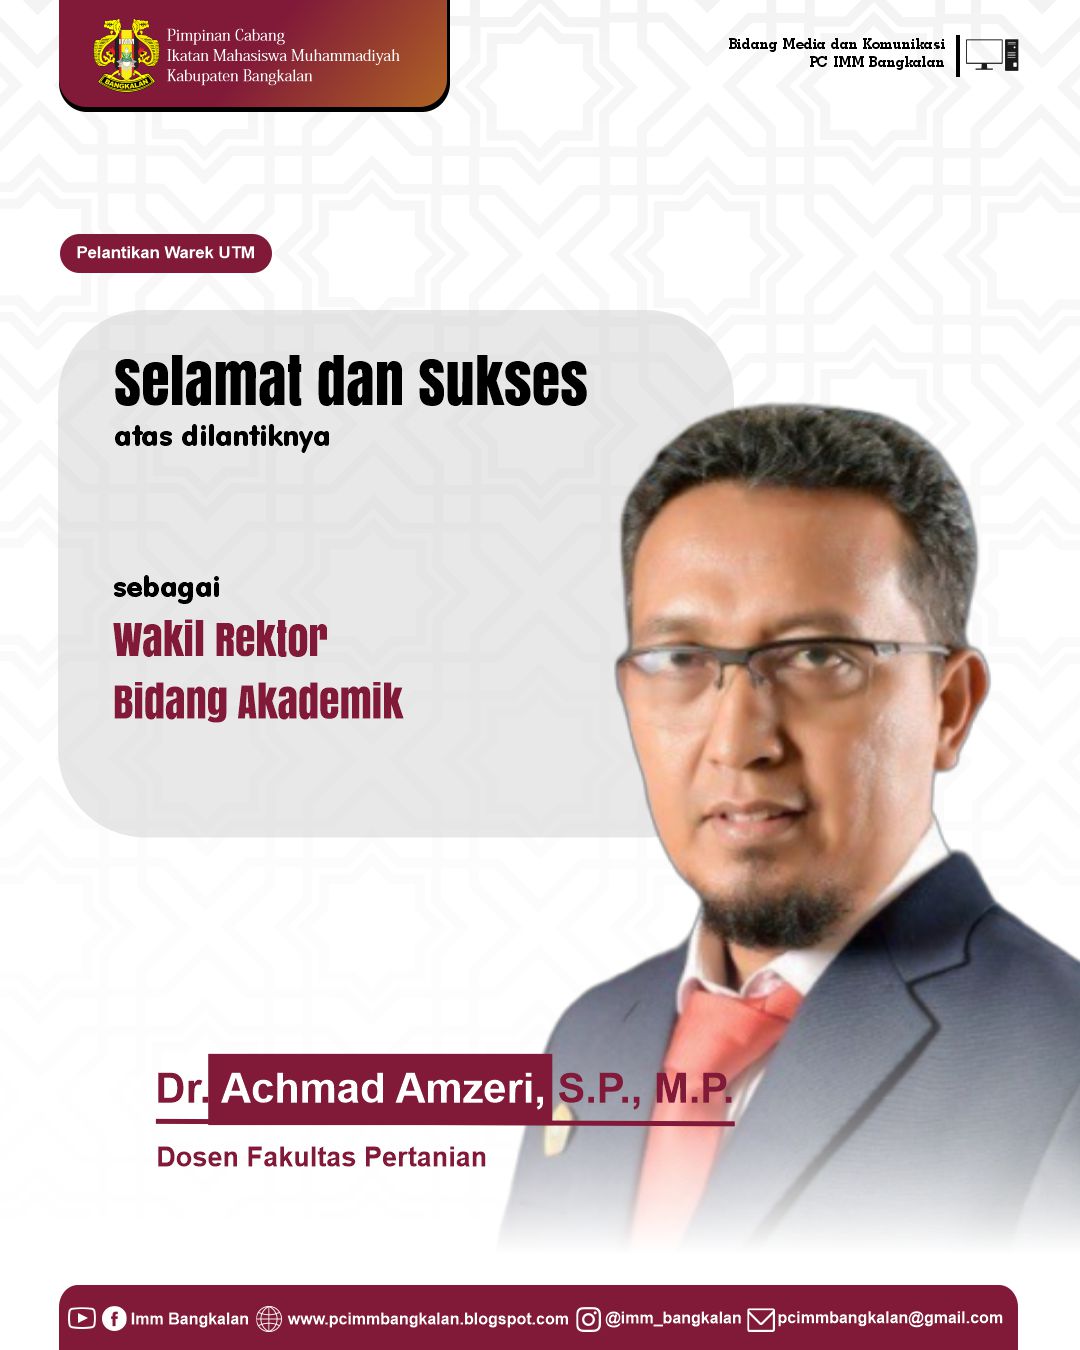 Pimpinan Cabang
Ikatan Mahasiswa Muhammadiyah
Kabupaten Bangkalan
IMM
BANGKALAN
Bidang Media dan Komunikasi
PC IMM Bangkalan
Pelantikan Warek UTM
Selamat dan Sukses
atas dilantiknya
sebagai
Wakil Rektor
Bidang Akademik
Dr. Achmad Amzeri, S.P., M.P.
Dosen Fakultas Pertanian
Imm Bangkalan www.pcimmbangkalan.blogspot.com @imm_bangkalan pcimmbangkalan@gmail.com